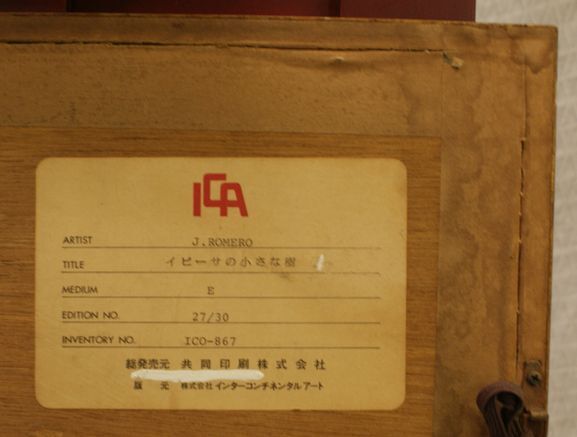 ICA
ARTIST J.ROMERO
TITLE イビーサの小さな樹
MEDIUM E
EDITION NO. 27/30
INVENTORY NO. ICO-867
総発売元 共同印刷株式会社
版 元 株式会社インターコンチネンタルアート